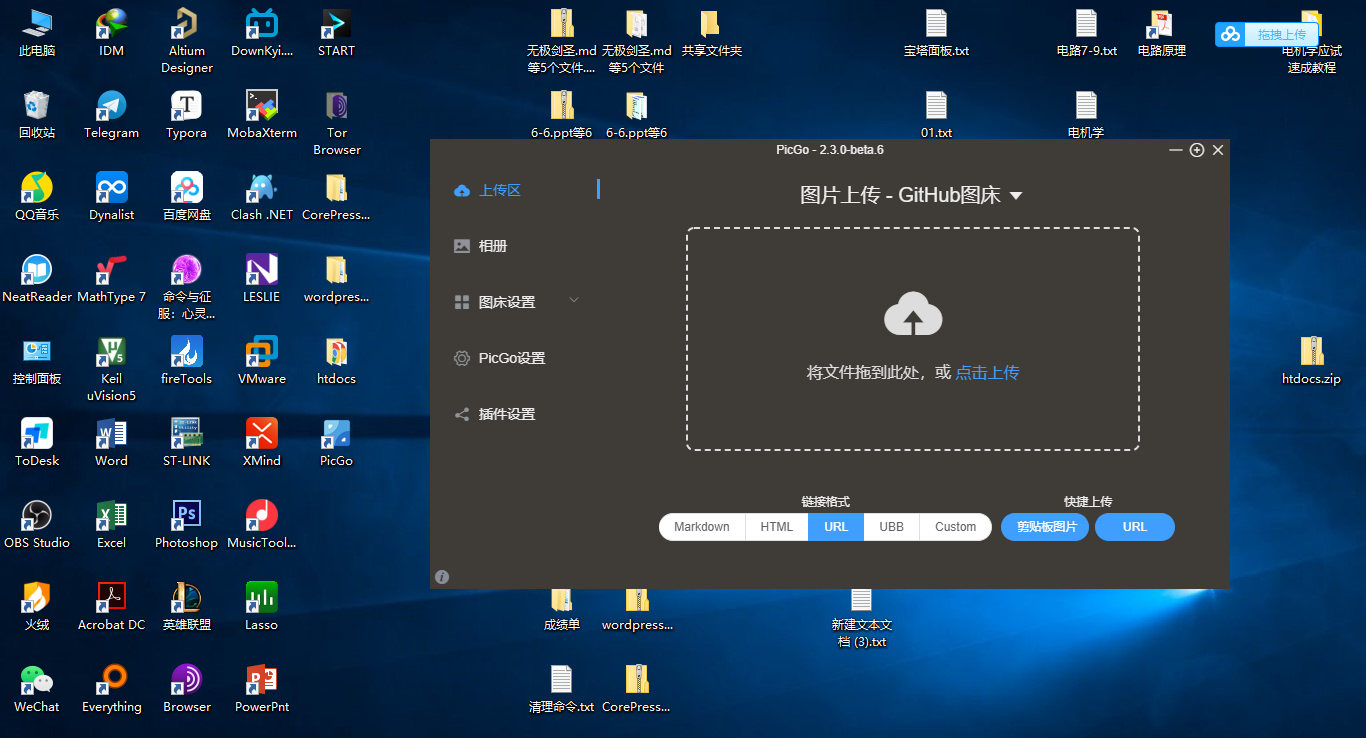 此电脑
IDM
Altium
Designer
DownKyi....
START
无极剑圣.md
等5个文件....
无极剑圣.md
等5个文件
共享文件夹
宝塔面板.txt
电路7-9.txt
电路原理
拖拽上传
电机学应试
速成教程
回收站
Telegram
T
Typora
MobaXterm
Tor
Browser
6-6.ppt等6
6-6.ppt等6
01.txt
电机学
PicGo - 2.3.0-beta.6
上传区
图片上传 - GitHub图床
相册
图床设置
PicGo设置
插件设置
将文件拖到此处，或 点击上传
链接格式
快捷上传
Markdown
HTML
URL
UBB
Custom
剪贴板图片
URL
QQ音乐
Dynalist
百度网盘
Clash .NET
CorePress...
NeatReader
MathType 7
命令与征
服：心灵...
LESLIE
wordpres...
控制面板
Keil
uVision5
fireTools
VMware
htdocs
htdocs.zip
ToDesk
Word
ST-LINK
XMind
PicGo
OBS Studio
Excel
Ps
Photoshop
MusicTool...
火绒
Acrobat DC
英雄联盟
Lasso
成绩单
wordpress...
新建文本文
档 (3).txt
WeChat
Everything
Browser
PowerPnt
清理命令.txt
CorePress...